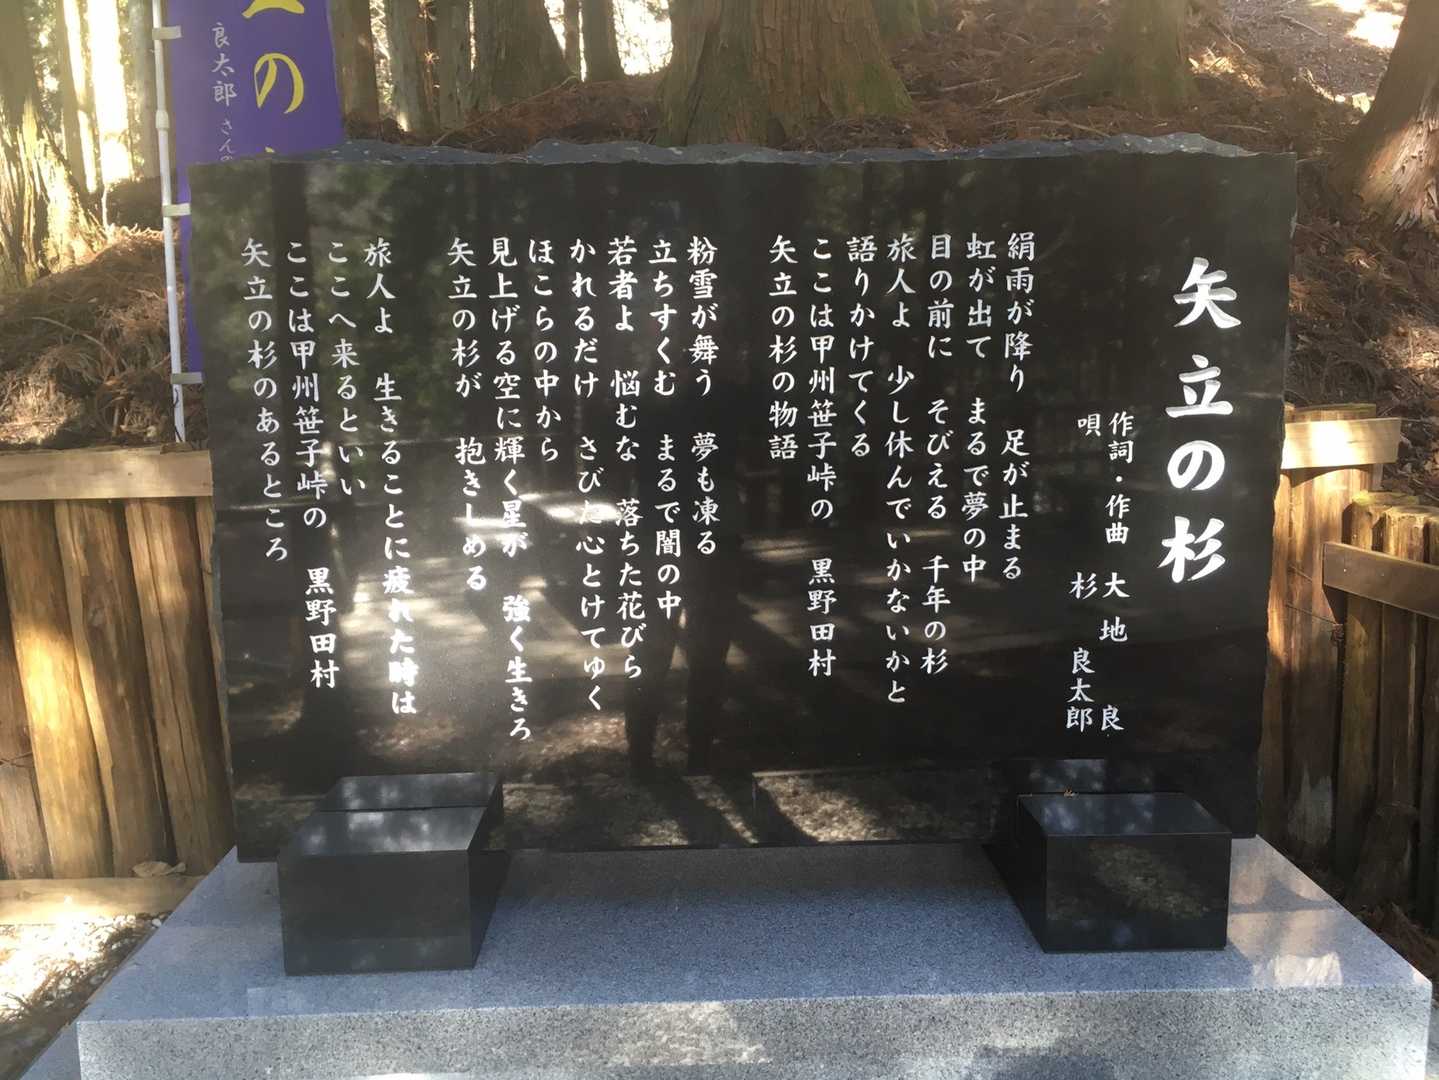 矢立の杉
作詞・作曲　大地　良
唄　杉　良太郎
絹雨が降り　足が止まる
虹が出て　まるで夢の中
目の前に　そびえる　千年の杉
旅人よ　少し休んでいかないかと
語りかけてくる
ここは甲州笹子峠の　黒野田村
矢立の杉の物語
粉雪が舞う　夢も凍る
立ちすくむ　まるで闇の中
若者よ　悩むな　落ちた花びら
かれるだけ　さびた心とけてゆく
ほこらの中から
見上げる空に輝く星が　強く生きろ
矢立の杉が　抱きしめる
旅人よ　生きることに疲れた時は
ここへ来るといい
ここは甲州笹子峠の　黒野田村
矢立の杉のあるところ
の
良太郎 さんの